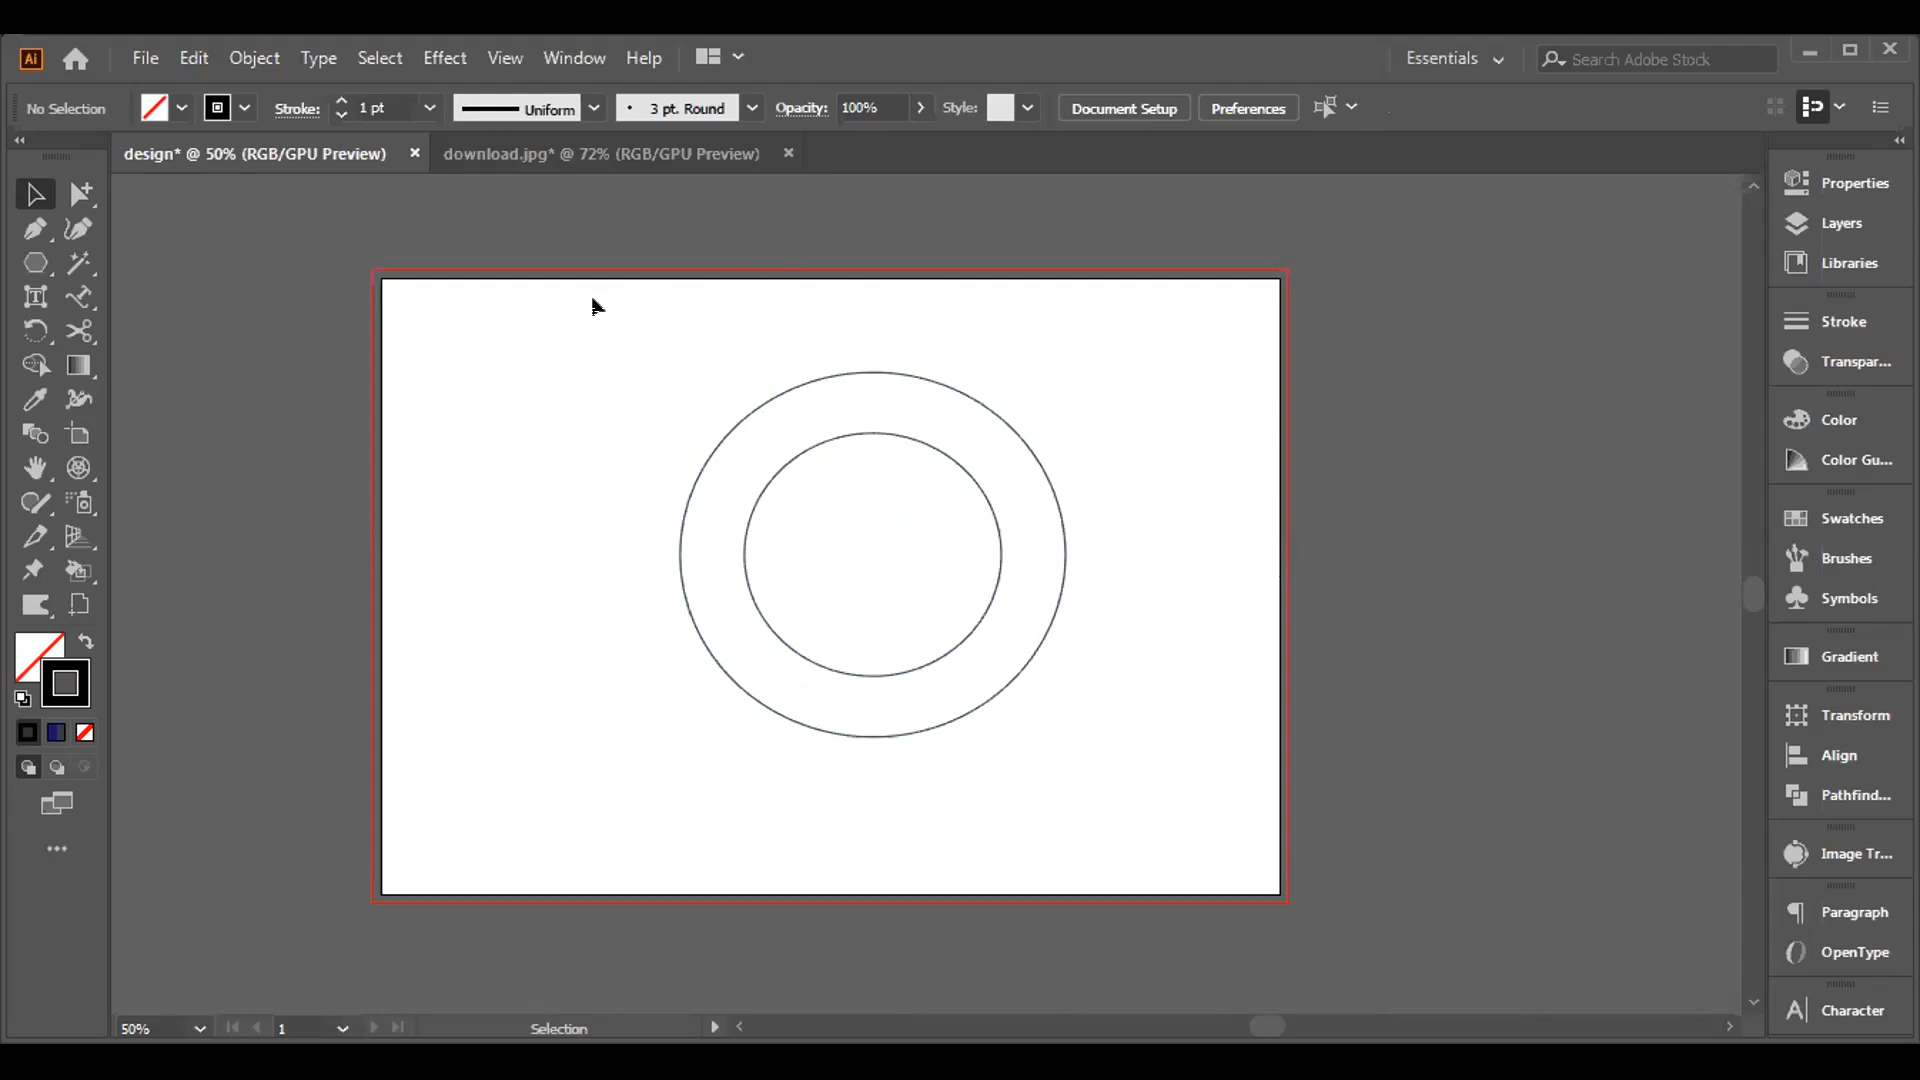 Ai File Edit Object Type Select Effect View Window Help Essentials Search Adobe Stock
No Selection Stroke: 1 pt Uniform 3 pt. Round Opacity: 100% Style: Document Setup Preferences
design* @ 50% (RGB/GPU Preview) × download.jpg* @ 72% (RGB/GPU Preview) ×
Properties
Layers
Libraries
Stroke
Transpar...
Color
Color Gu...
Swatches
Brushes
Symbols
Gradient
Transform
Align
Pathfind...
Image Tr...
Paragraph
OpenType
Character
50% 1 Selection